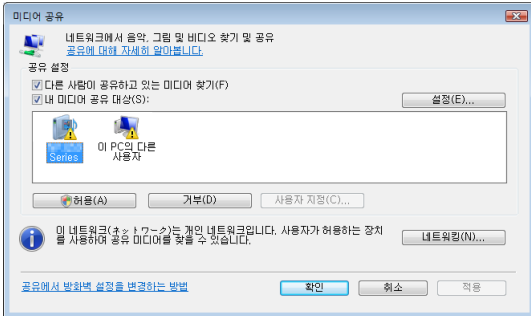 미디어 공유
네트워크에서 음악, 그림 및 비디오 찾기 및 공유
공유에 대해 자세히 알아봅니다.
공유 설정
다른 사람이 공유하고 있는 미디어 찾기(F)
내 미디어 공유 대상(S):
설정(E)...
Series
이 PC의 다른
사용자
허용(A)
거부(D)
사용자 지정(C)...
이 네트워크(ネットワーク)는 개인 네트워크입니다. 사용자가 허용하는 장치
를 사용하여 공유 미디어를 찾을 수 있습니다.
네트워킹(N)...
공유에서 방화벽 설정을 변경하는 방법
확인
취소
적용